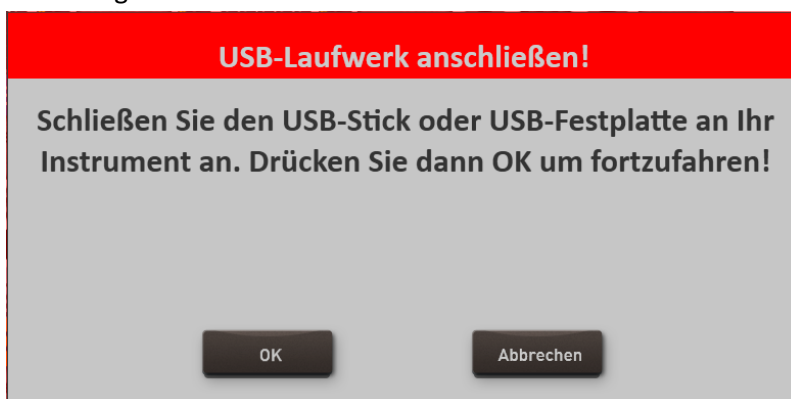 USB-Laufwerk anschließen!
Schließen Sie den USB-Stick oder USB-Festplatte an Ihr
Instrument an. Drücken Sie dann OK um fortzufahren!
OK
Abbrechen